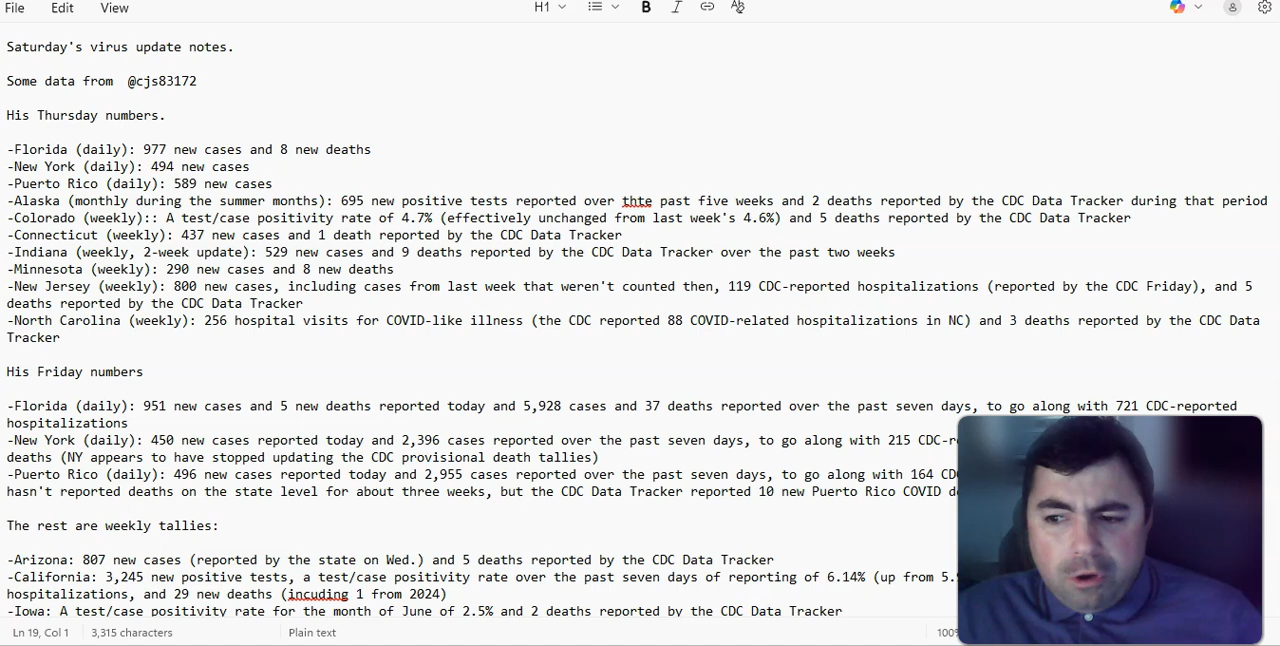 File Edit View H1 B I
Saturday's virus update notes.
Some data from @cjs83172
His Thursday numbers.
-Florida (daily): 977 new cases and 8 new deaths
-New York (daily): 494 new cases
-Puerto Rico (daily): 589 new cases
-Alaska (monthly during the summer months): 695 new positive tests reported over thte past five weeks and 2 deaths reported by the CDC Data Tracker during that period
-Colorado (weekly):: A test/case positivity rate of 4.7% (effectively unchanged from last week's 4.6%) and 5 deaths reported by the CDC Data Tracker
-Connecticut (weekly): 437 new cases and 1 death reported by the CDC Data Tracker
-Indiana (weekly, 2-week update): 529 new cases and 9 deaths reported by the CDC Data Tracker over the past two weeks
-Minnesota (weekly): 290 new cases and 8 new deaths
-New Jersey (weekly): 800 new cases, including cases from last week that weren't counted then, 119 CDC-reported hospitalizations (reported by the CDC Friday), and 5
deaths reported by the CDC Data Tracker
-North Carolina (weekly): 256 hospital visits for COVID-like illness (the CDC reported 88 COVID-related hospitalizations in NC) and 3 deaths reported by the CDC Data
Tracker
His Friday numbers
-Florida (daily): 951 new cases and 5 new deaths reported today and 5,928 cases and 37 deaths reported over the past seven days, to go along with 721 CDC-reported
hospitalizations
-New York (daily): 450 new cases reported today and 2,396 cases reported over the past seven days, to go along with 215
deaths (NY appears to have stopped updating the CDC provisional death tallies)
-Puerto Rico (daily): 496 new cases reported today and 2,955 cases reported over the past seven days, to go along with 164
hasn't reported deaths on the state level for about three weeks, but the CDC Data Tracker reported 10 new Puerto Rico COVID
The rest are weekly tallies:
-Arizona: 807 new cases (reported by the state on Wed.) and 5 deaths reported by the CDC Data Tracker
-California: 3,245 new positive tests, a test/case positivity rate over the past seven days of reporting of 6.14% (up from
hospitalizations, and 29 new deaths (incuding 1 from 2024)
-Iowa: A test/case positivity rate for the month of June of 2.5% and 2 deaths reported by the CDC Data Tracker
Ln 19, Col 1 3,315 characters Plain text